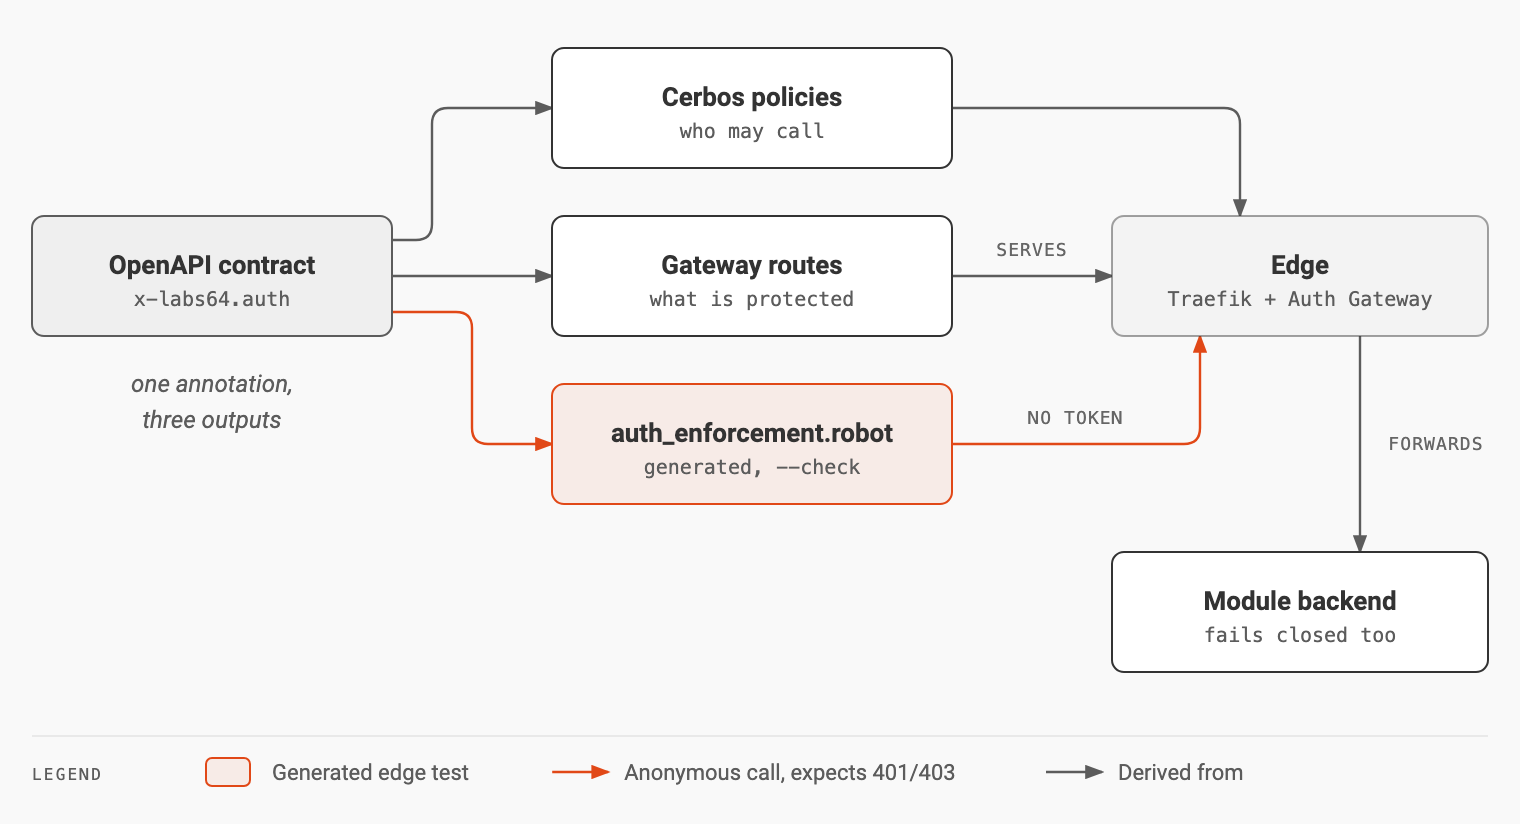 Cerbos policies
who may call
OpenAPI contract
x-labs64.auth
Gateway routes
what is protected
SERVES
Edge
Traefik + Auth Gateway
one annotation,
three outputs
auth_enforcement.robot
generated, --check
NO TOKEN
FORWARDS
Module backend
fails closed too
LEGEND
Generated edge test
Anonymous call, expects 401/403
Derived from